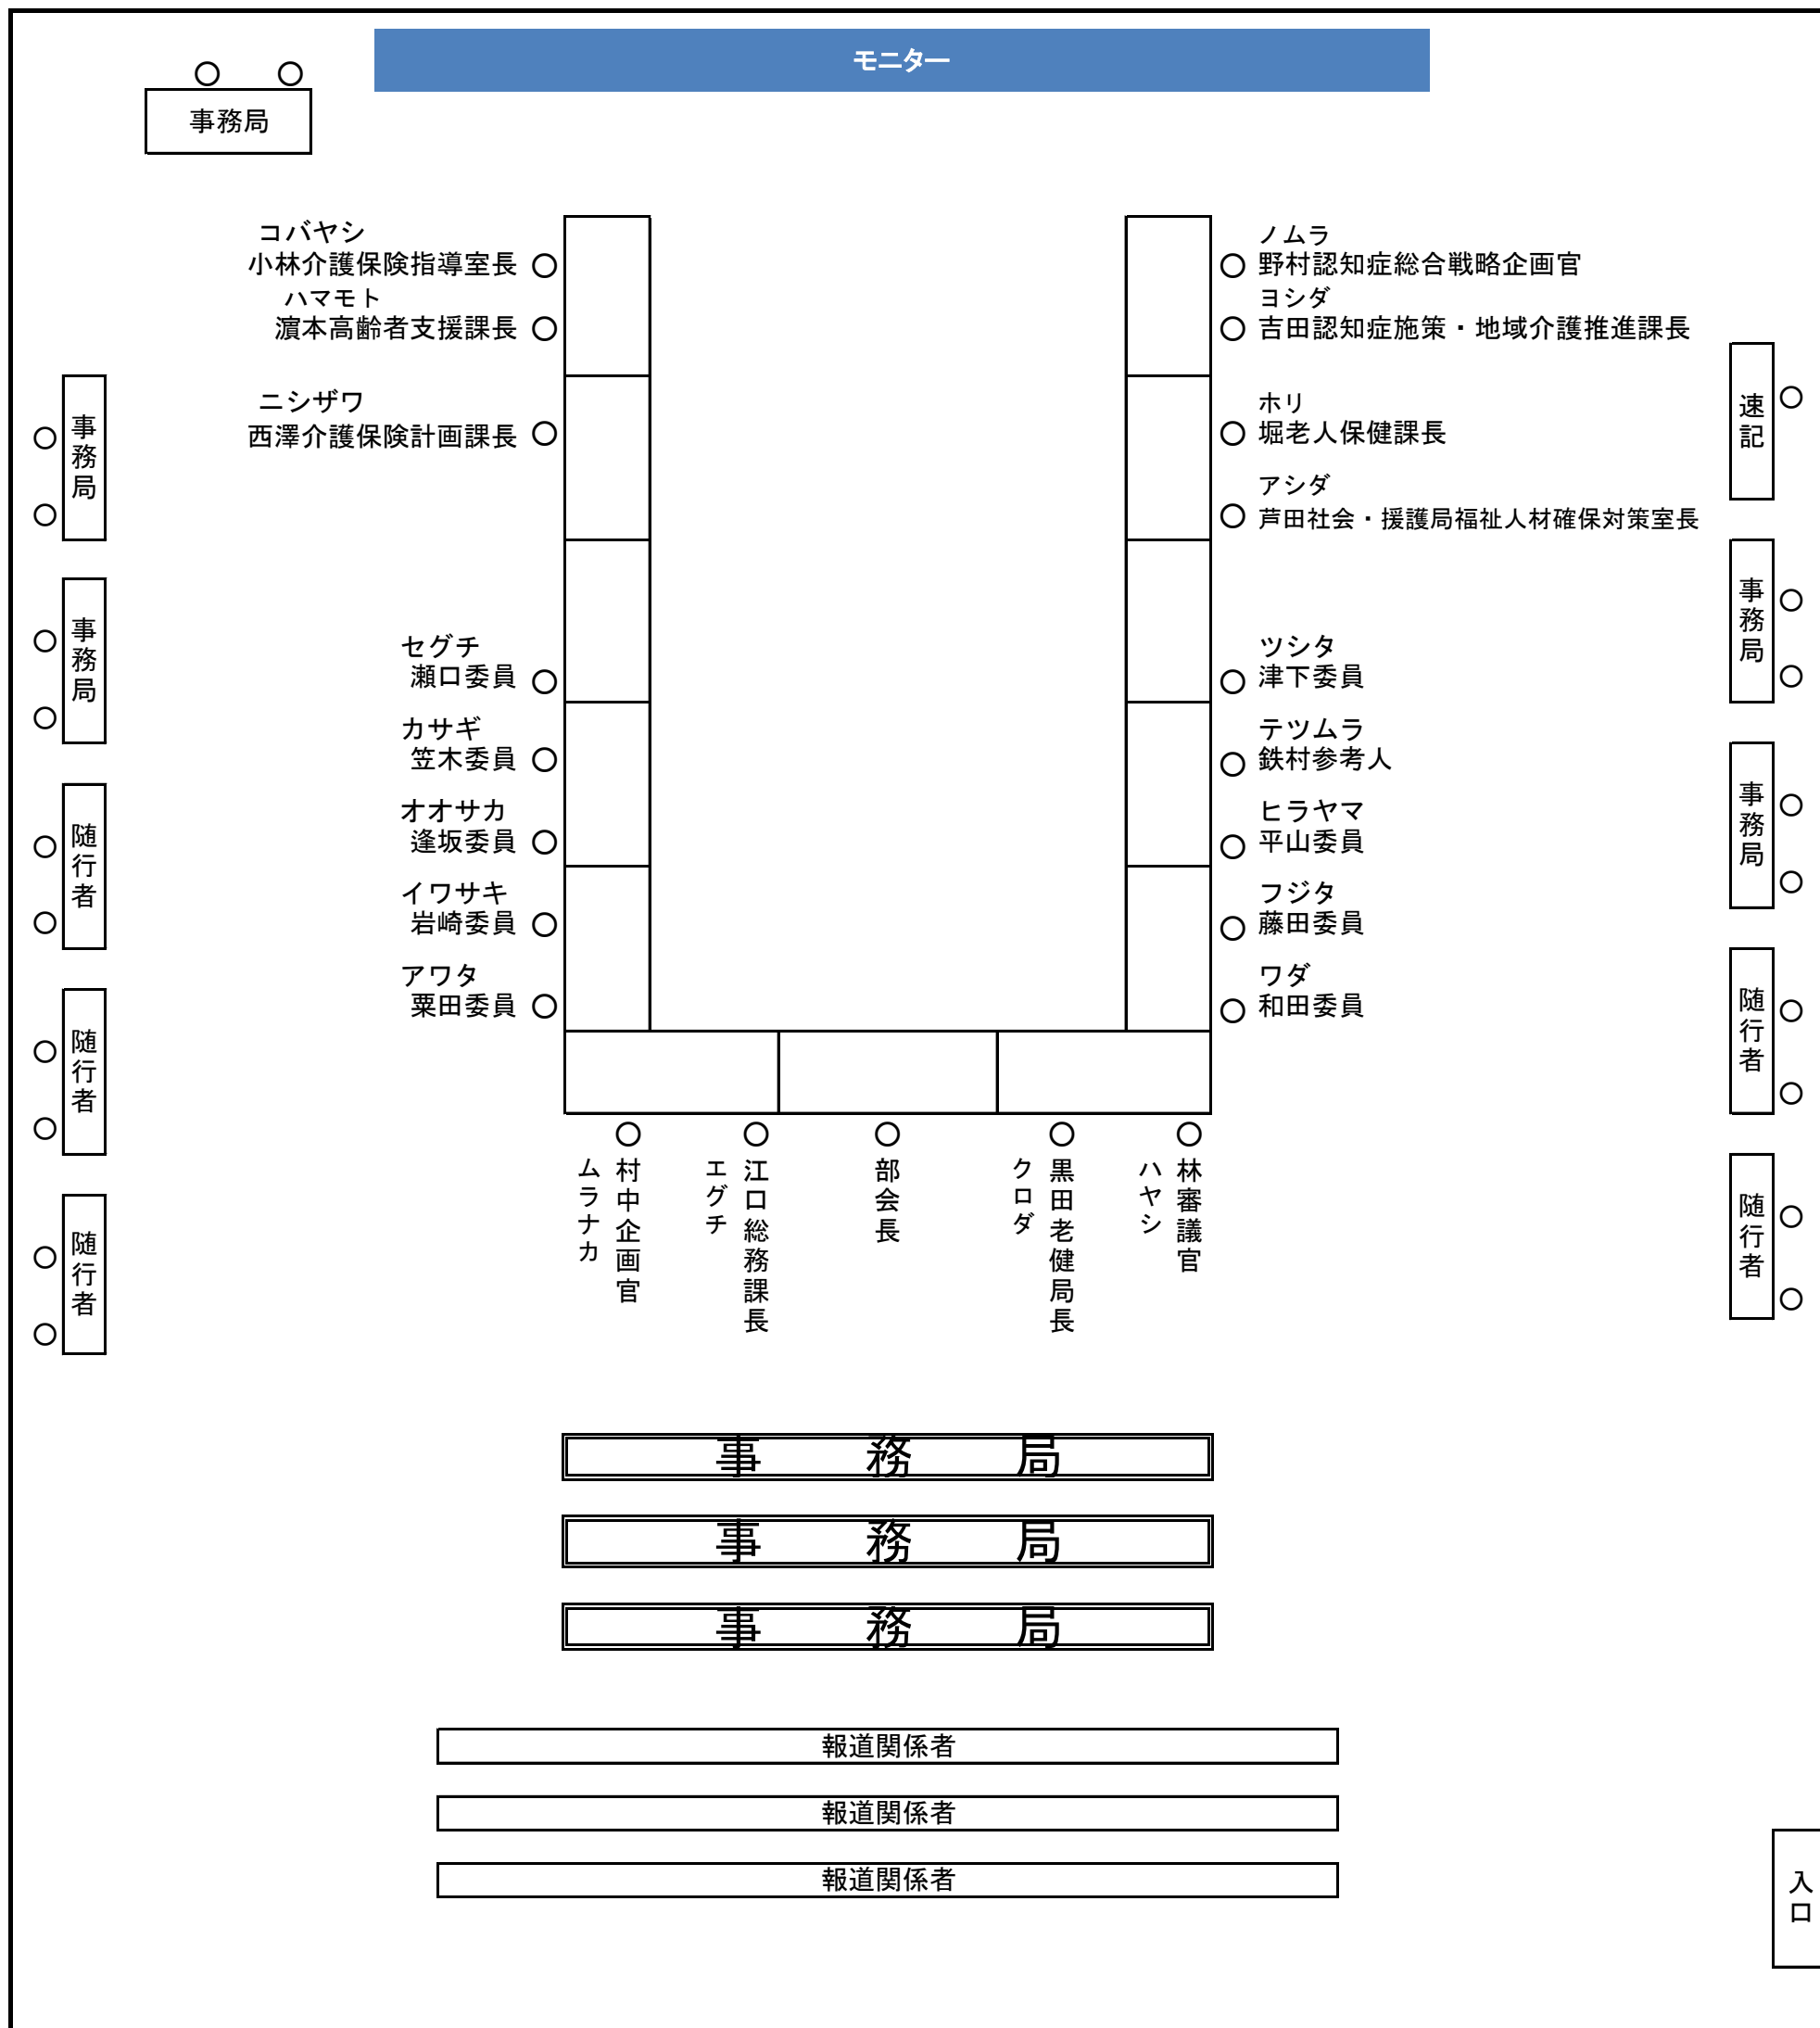 モニター
事務局
コバヤシ
小林介護保険指導室長
ハマモト
濵本高齢者支援課長
ニシザワ
西澤介護保険計画課長
セグチ
瀬口委員
カサギ
笠木委員
オオサカ
逢坂委員
イワサキ
岩崎委員
アワタ
粟田委員
ノムラ
野村認知症総合戦略企画官
ヨシダ
吉田認知症施策・地域介護推進課長
ホリ
堀老人保健課長
アシダ
芦田社会・援護局福祉人材確保対策室長
ツシタ
津下委員
テツムラ
鉄村参考人
ヒラヤマ
平山委員
フジタ
藤田委員
ワダ
和田委員
事務局
事務局
随行者
随行者
随行者
速記
事務局
事務局
随行者
随行者
ムラナカ
村中企画官
エグチ
江口総務課長
部会長
クロダ
黒田老健局長
ハヤシ
林審議官
事務局
事務局
事務局
報道関係者
報道関係者
報道関係者
入口